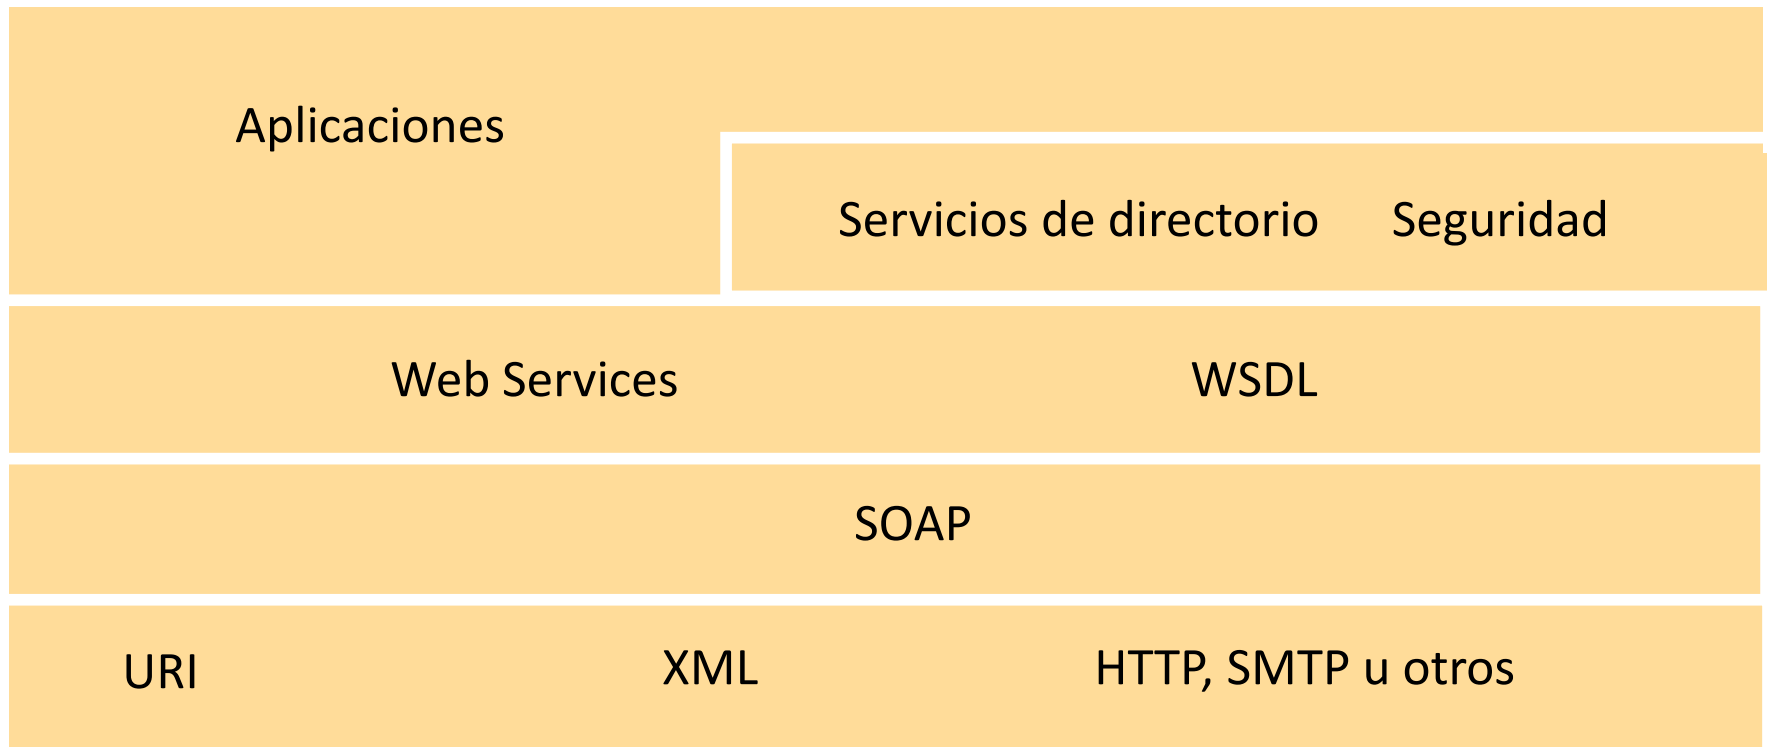 Aplicaciones
Servicios de directorio Seguridad
Web Services WSDL
SOAP
URI XML HTTP, SMTP u otros